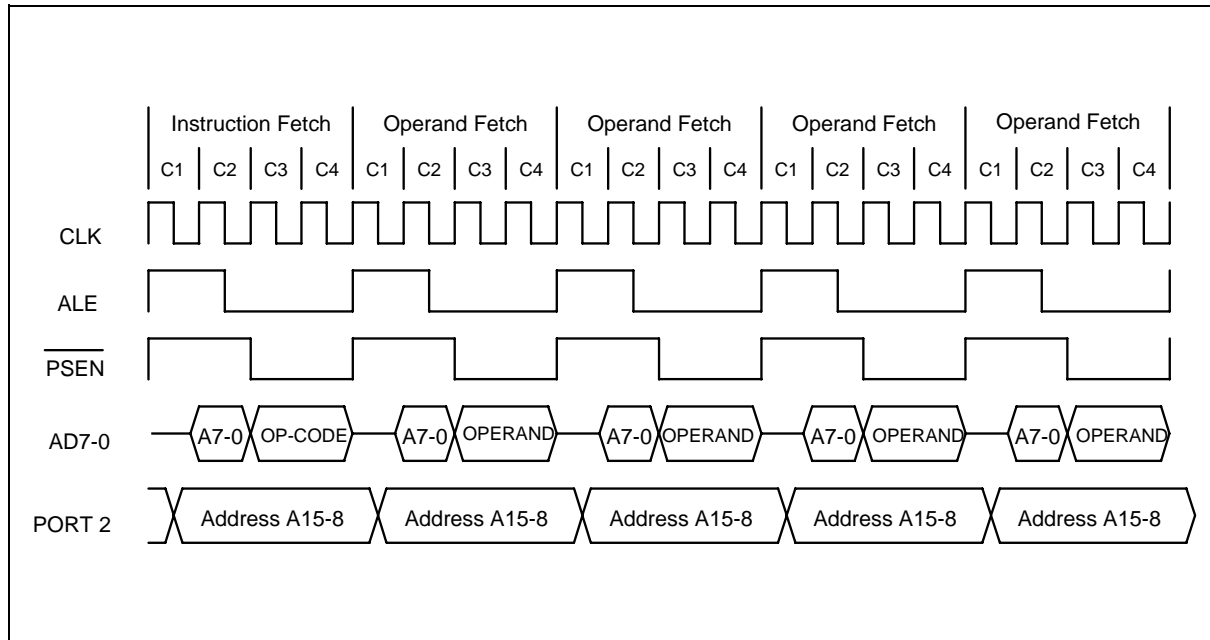 Instruction Fetch Operand Fetch Operand Fetch Operand Fetch Operand Fetch
C1 C2 C3 C4 C1 C2 C3 C4 C1 C2 C3 C4 C1 C2 C3 C4 C1 C2 C3 C4
CLK
ALE
PSEN
AD7-0 A7-0 OP-CODE A7-0 OPERAND A7-0 OPERAND A7-0 OPERAND A7-0 OPERAND
PORT 2 Address A15-8 Address A15-8 Address A15-8 Address A15-8 Address A15-8